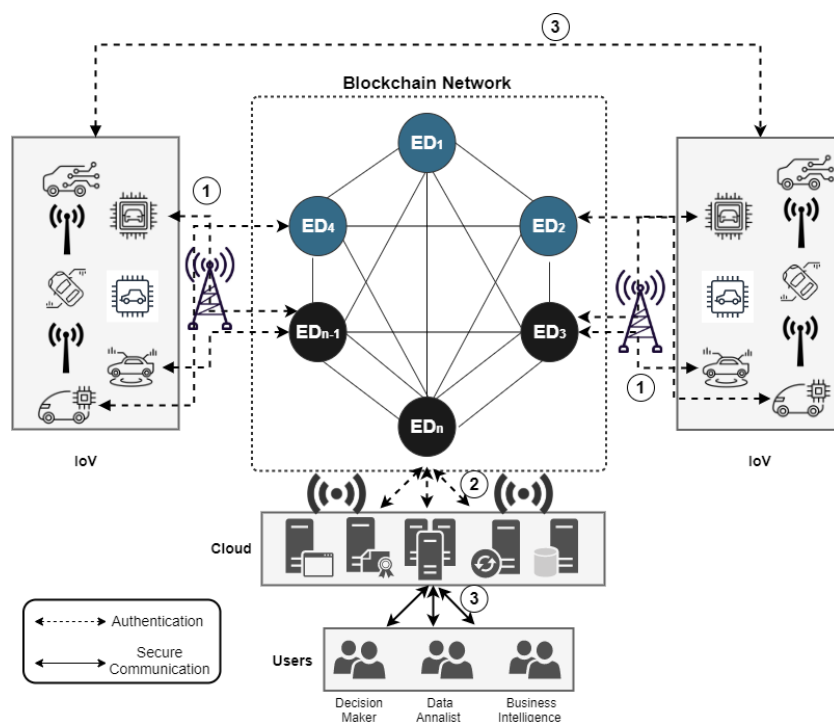 3
Blockchain Network
ED1
1
ED4
ED2
EDn-1
ED3
1
EDn
IoV
IoV
2
Cloud
3
Authentication
Secure
Communication
Users
Decision
Maker
Data
Annalist
Business
Intelligence